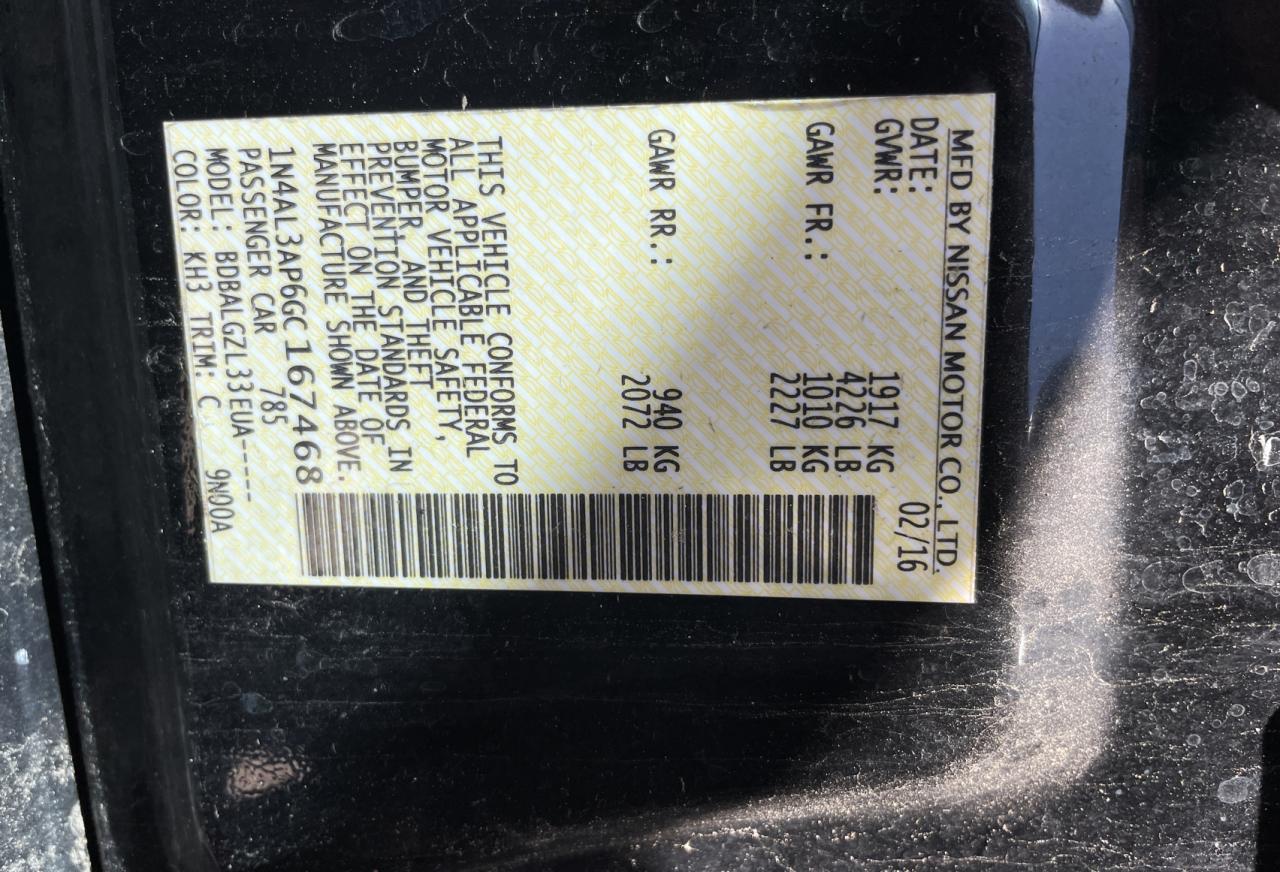 MFD BY NISSAN MOTOR CO., LTD.
DATE: 02/16
GVWR: 1917 KG
4226 LB
GAWR FR.: 1010 KG
2227 LB
GAWR RR.: 940 KG
2072 LB
THIS VEHICLE CONFORMS TO
ALL APPLICABLE FEDERAL
MOTOR VEHICLE SAFETY,
BUMPER, AND THEFT
PREVENTION STANDARDS IN
EFFECT ON THE DATE OF
MANUFACTURE SHOWN ABOVE.
1N4AL3AP6GC167468
PASSENGER CAR 785
MODEL: BDBALGZL33EUA-----
COLOR: KH3 TRIM: C 9N00A